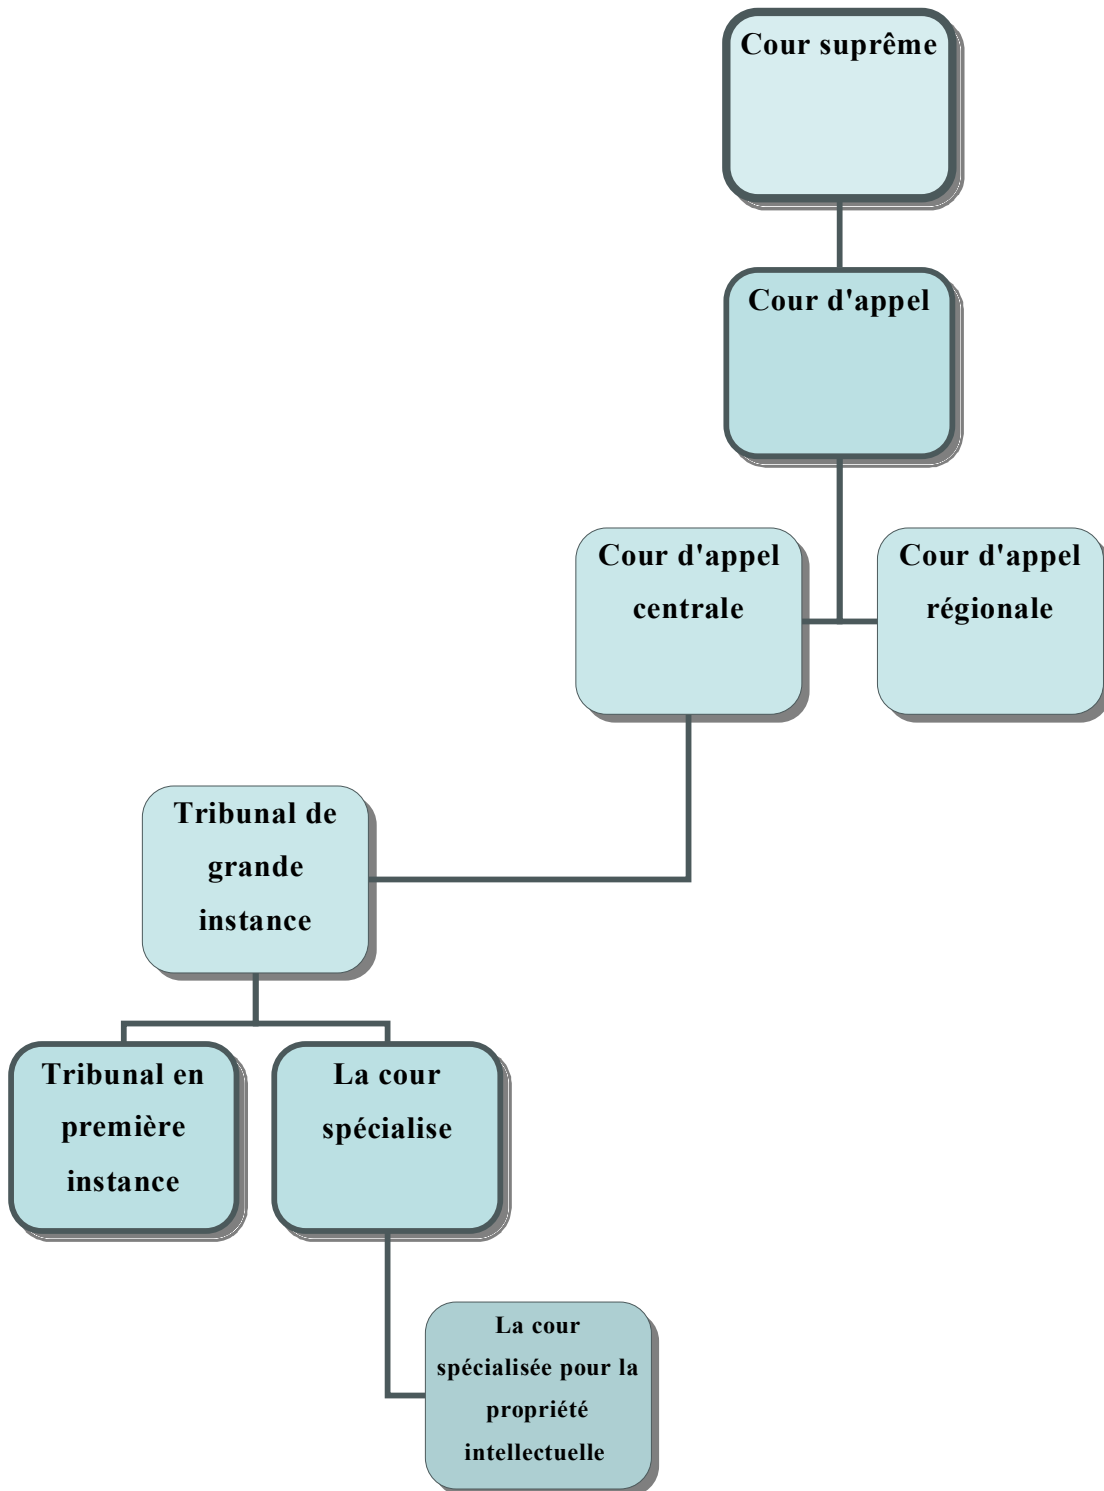 Cour suprême
Cour d'appel
Cour d'appel
centrale
Cour d'appel
régionale
Tribunal de
grande
instance
Tribunal en
première
instance
La cour
spécialise
La cour
spécialisée pour la
propriété
intellectuelle